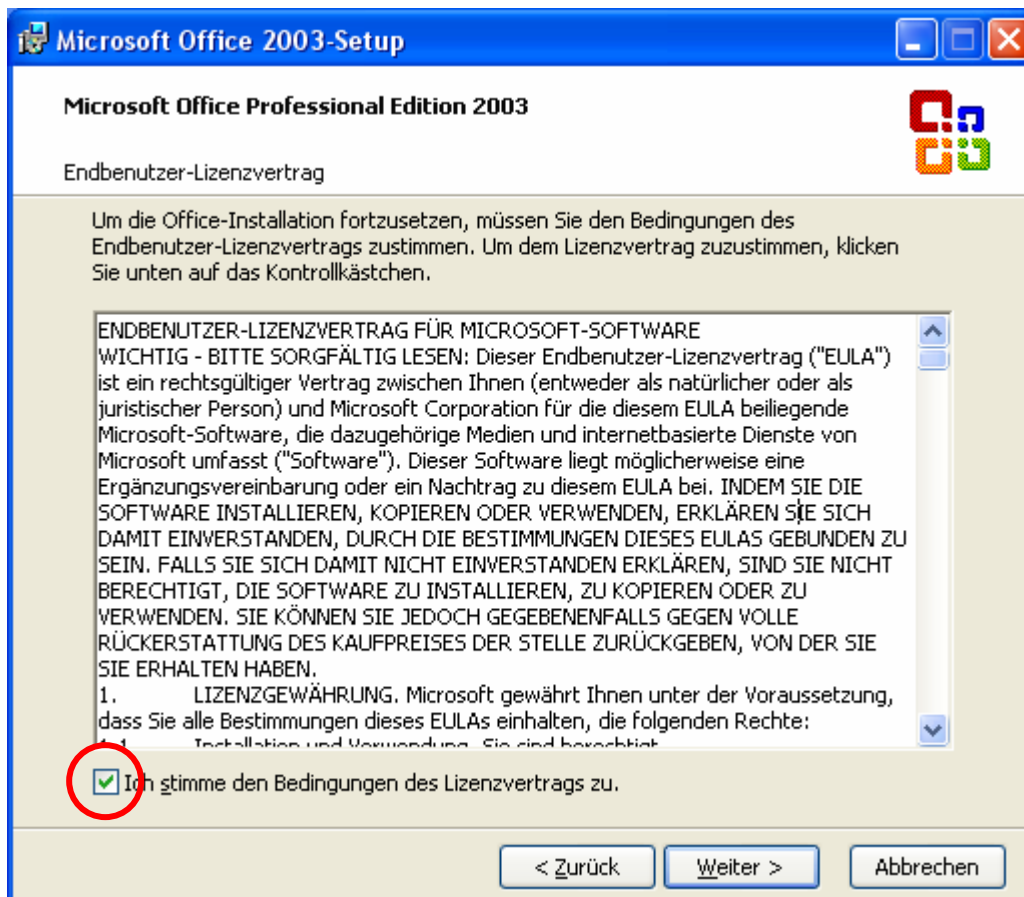 Microsoft Office 2003-Setup
Microsoft Office Professional Edition 2003
Endbenutzer-Lizenzvertrag
Um die Office-Installation fortzusetzen, müssen Sie den Bedingungen des
Endbenutzer-Lizenzvertrags zustimmen. Um dem Lizenzvertrag zuzustimmen, klicken
Sie unten auf das Kontrollkästchen.
ENDBENUTZER-LIZENZVERTRAG FÜR MICROSOFT-SOFTWARE
WICHTIG - BITTE SORGFÄLTIG LESEN: Dieser Endbenutzer-Lizenzvertrag ("EULA")
ist ein rechtsgültiger Vertrag zwischen Ihnen (entweder als natürlicher oder als
juristischer Person) und Microsoft Corporation für die diesem EULA beiliegende
Microsoft-Software, die dazugehörige Medien und internetbasierte Dienste von
Microsoft umfasst ("Software"). Dieser Software liegt möglicherweise eine
Ergänzungsvereinbarung oder ein Nachtrag zu diesem EULA bei. INDEM SIE DIE
SOFTWARE INSTALLIEREN, KOPIEREN ODER VERWENDEN, ERKLÄREN SIE SICH
DAMIT EINVERSTANDEN, DURCH DIE BESTIMMUNGEN DIESES EULAS GEBUNDEN ZU
SEIN. FALLS SIE SICH DAMIT NICHT EINVERSTANDEN ERKLÄREN, SIND SIE NICHT
BERECHTIGT, DIE SOFTWARE ZU INSTALLIEREN, ZU KOPIEREN ODER ZU
VERWENDEN. SIE KÖNNEN SIE JEDOCH GEGEBENENFALLS GEGEN VOLLE
RÜCKERSTATTUNG DES KAUFPREISES DER STELLE ZURÜCKGEBEN, VON DER SIE
SIE ERHALTEN HABEN.
1. LIZENZGEWÄHRUNG. Microsoft gewährt Ihnen unter der Voraussetzung,
dass Sie alle Bestimmungen dieses EULAs einhalten, die folgenden Rechte:
1.1 Installation und Verwendung. Sie sind berechtigt
Ich stimme den Bedingungen des Lizenzvertrags zu.
< Zurück
Weiter >
Abbrechen